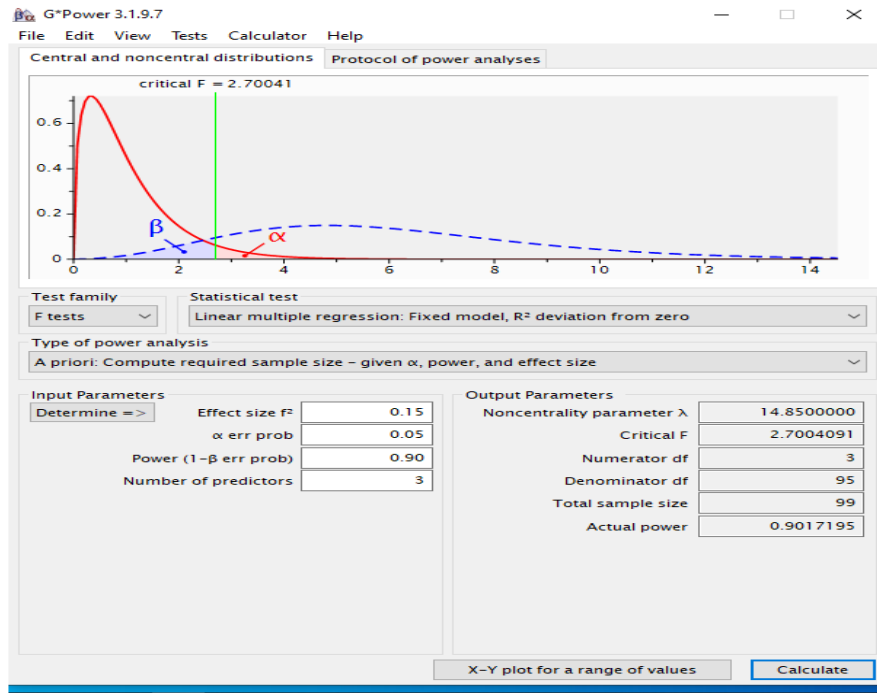 G*Power 3.1.9.7
File Edit View Tests Calculator Help
Central and noncentral distributions Protocol of power analyses
critical F = 2.70041
0.6
0.4
0.2
0
β
α
0 2 4 6 8 10 12 14
Test family Statistical test
F tests Linear multiple regression: Fixed model, R² deviation from zero
Type of power analysis
A priori: Compute required sample size - given α, power, and effect size
Input Parameters Output Parameters
Determine => Effect size f² 0.15 Noncentrality parameter λ 14.8500000
α err prob 0.05 Critical F 2.7004091
Power (1-β err prob) 0.90 Numerator df 3
Number of predictors 3 Denominator df 95
Total sample size 99
Actual power 0.9017195
X-Y plot for a range of values Calculate